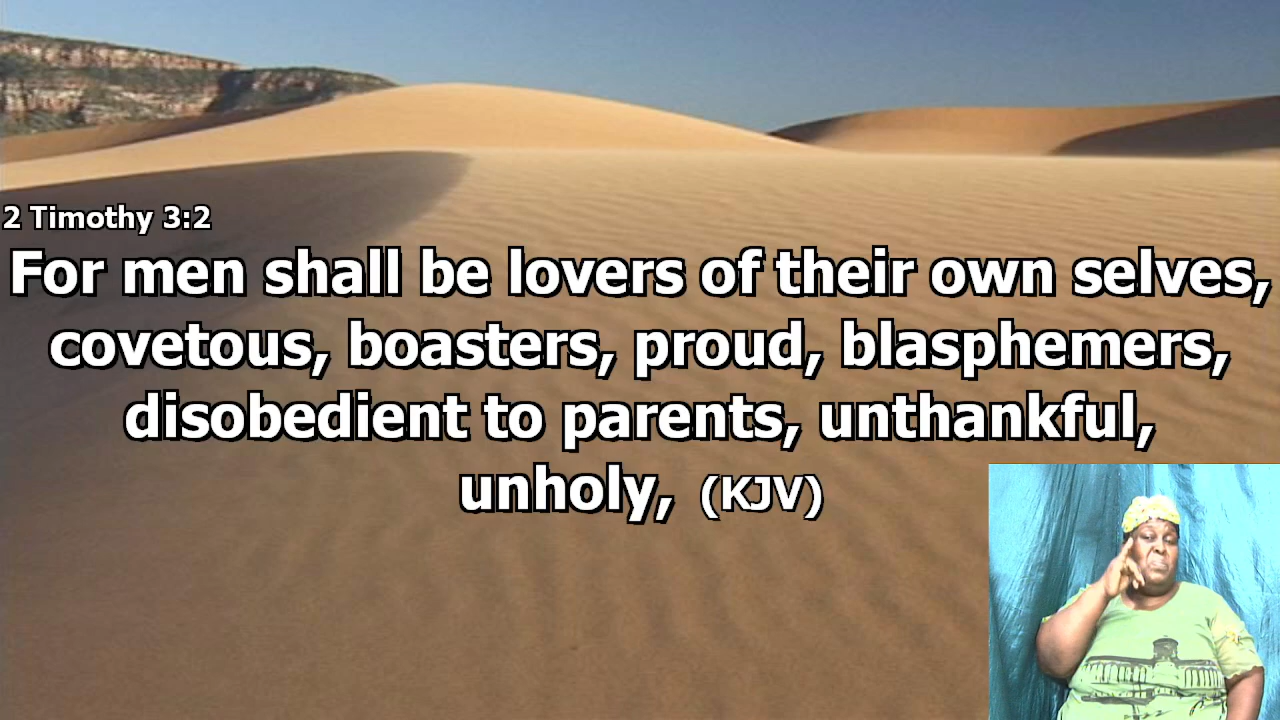 2 Timothy 3:2
For men shall be lovers of their own selves,
covetous, boasters, proud, blasphemers,
disobedient to parents, unthankful,
unholy, (KJV)